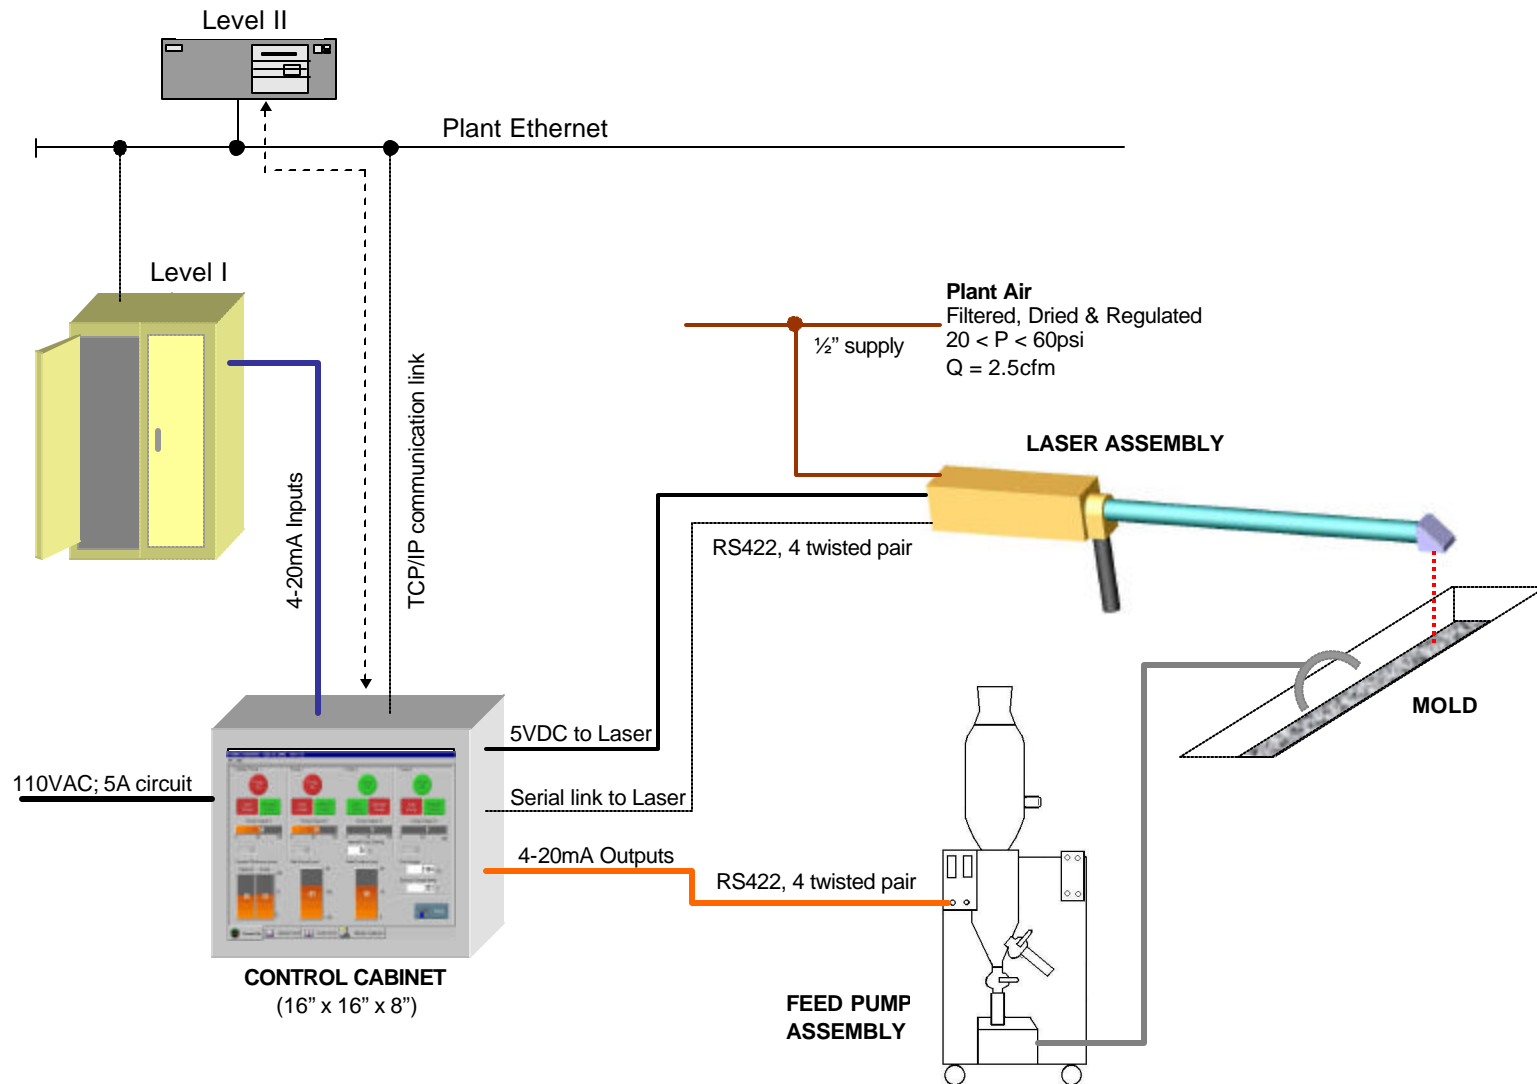 Level II
Plant Ethernet
Level I
Plant Air
Filtered, Dried & Regulated
20 < P < 60psi
Q = 2.5cfm
½” supply
TCP/IP communication link
4-20mA Inputs
LASER ASSEMBLY
RS422, 4 twisted pair
MOLD
5VDC to Laser
110VAC; 5A circuit
Serial link to Laser
4-20mA Outputs
RS422, 4 twisted pair
CONTROL CABINET
(16” x 16” x 8”)
FEED PUMP
ASSEMBLY